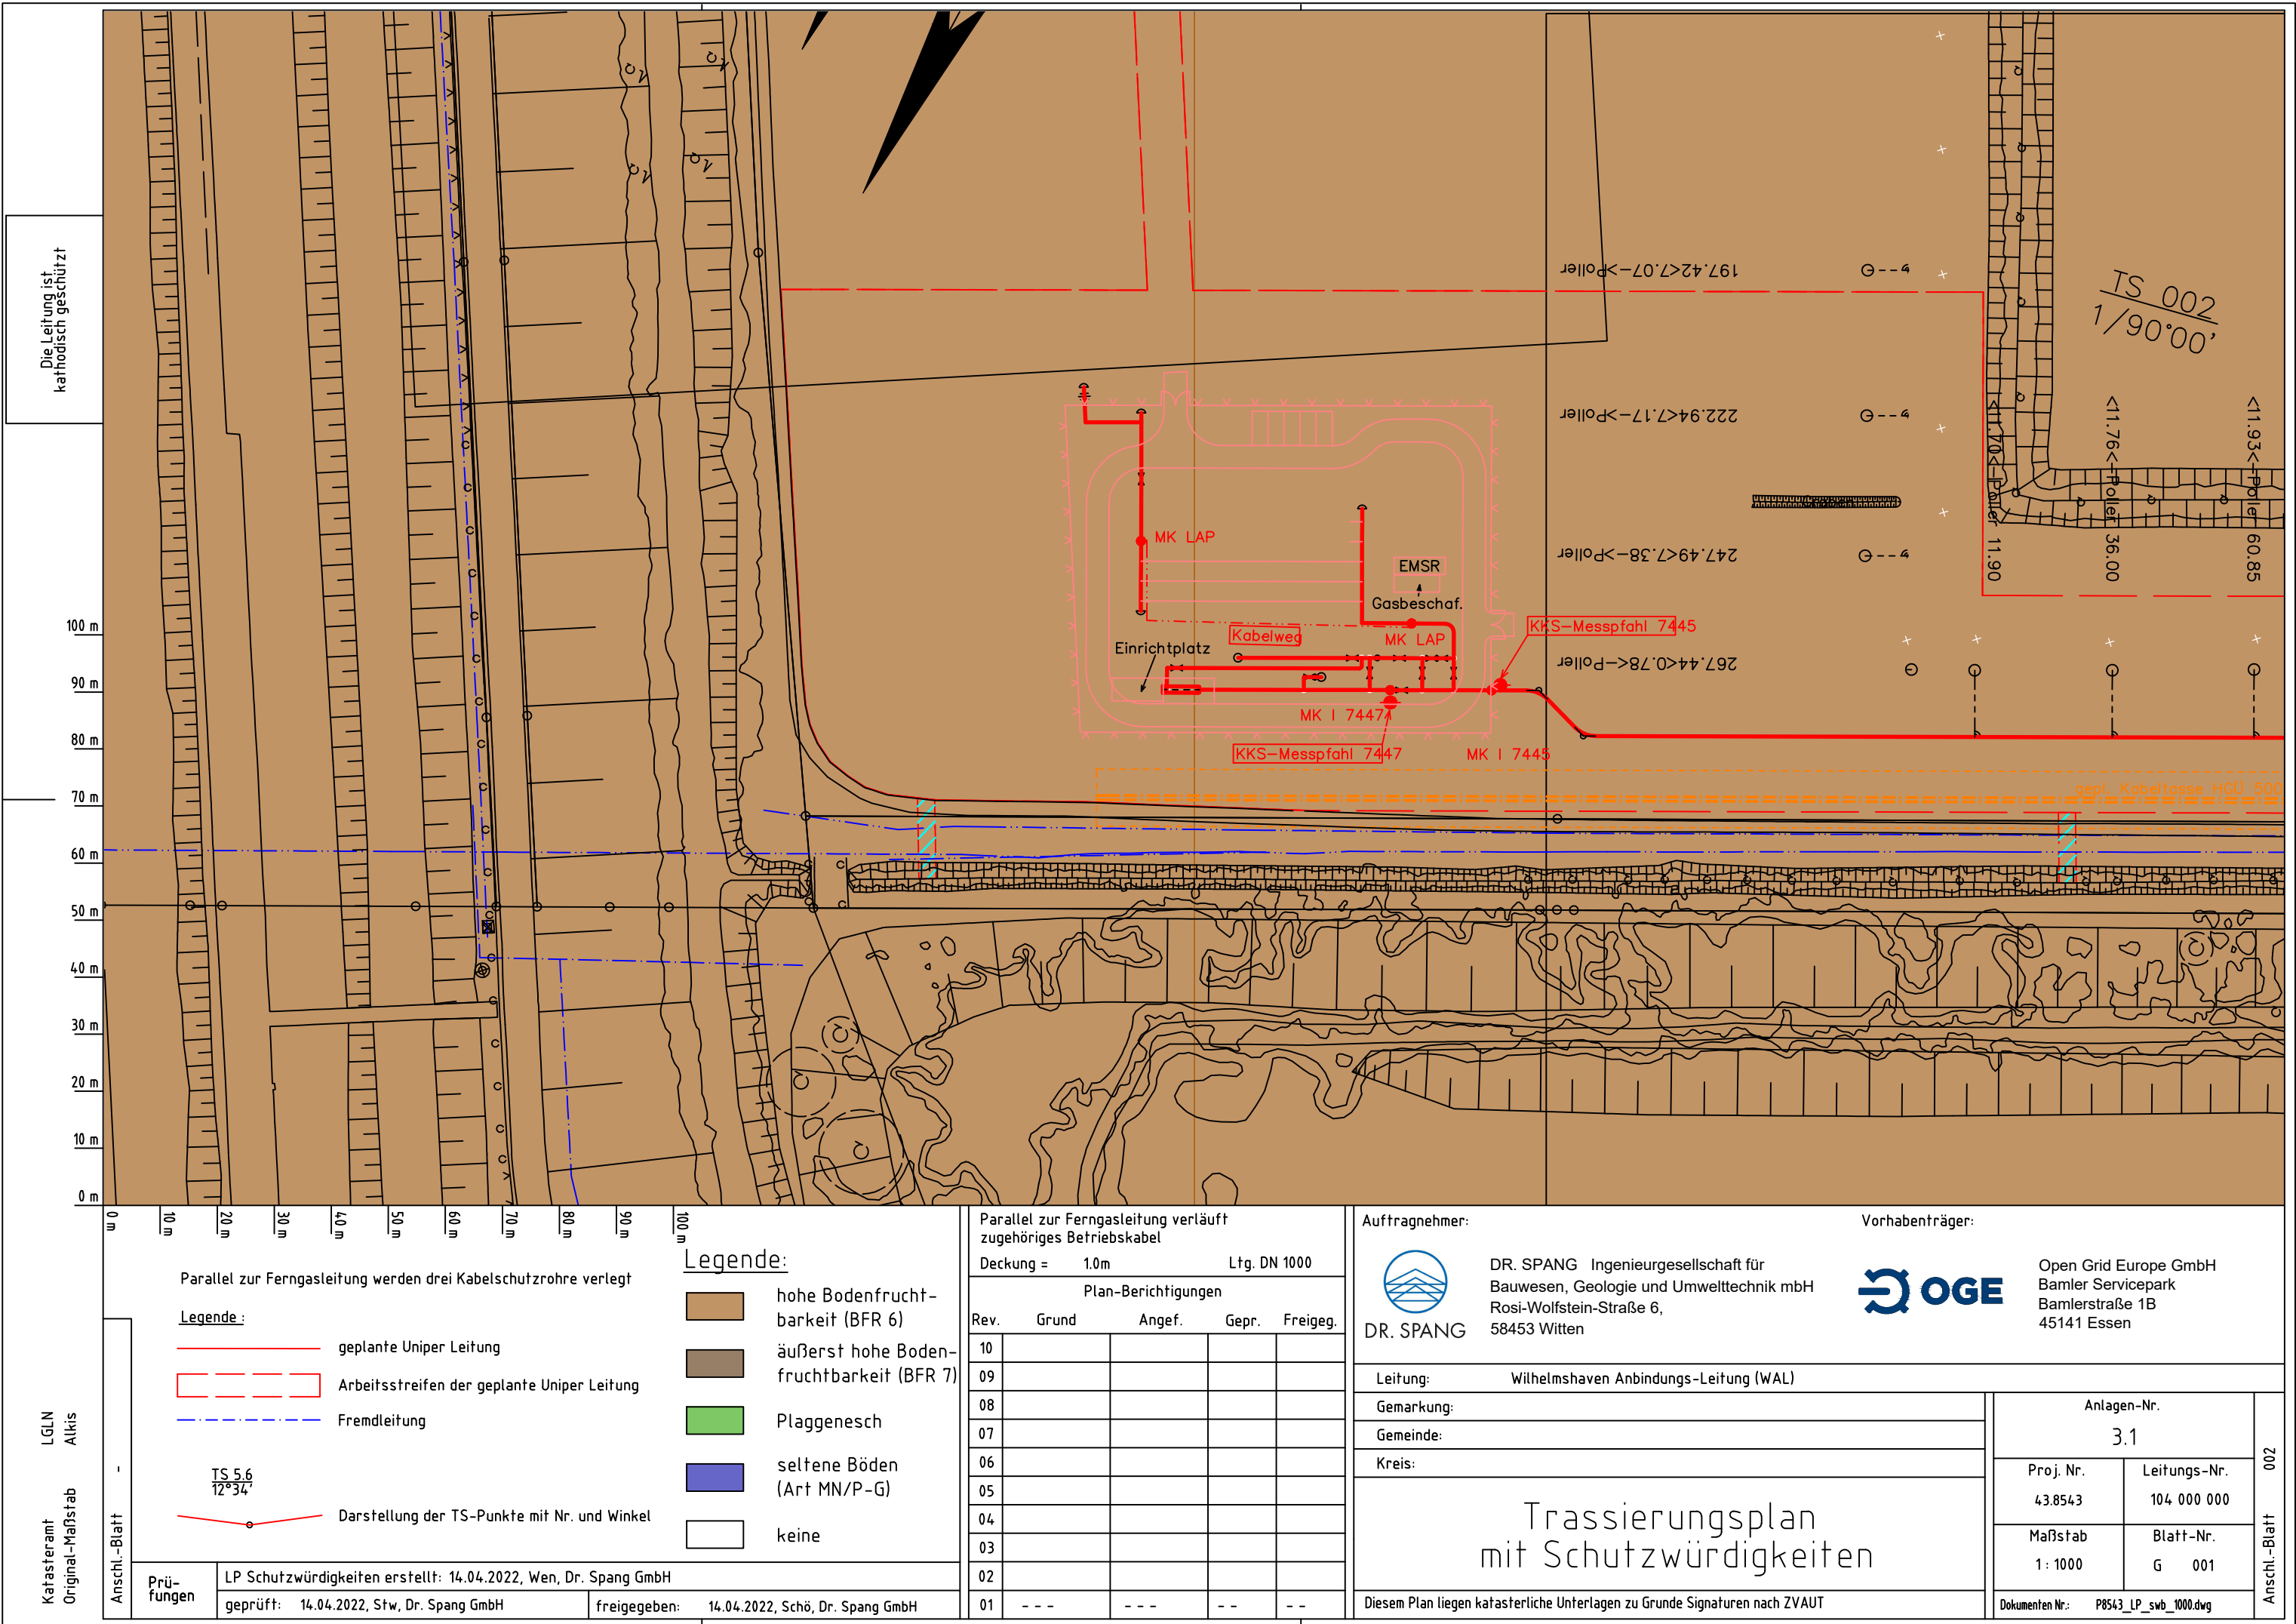 Die Leitung ist
kathodisch geschützt
197.42<7.07->Poller
222.94<7.17->Poller
247.49<7.38->Poller
267.44<0.78<-Poller
TS 002
1/90°00'
<11.70<-Poller 11.90
<11.76<-Poller 36.00
<11.93<-Poller 60.85
MK LAP
EMSR
Gasbeschaf.
Kabelweg
MK LAP
KKS-Messpfahl 7445
Einrichtplatz
MK I 7447A
KKS-Messpfahl 7447
MK I 7445
gepl. Kabeltasse HGÜ 500
100 m
90 m
80 m
70 m
60 m
50 m
40 m
30 m
20 m
10 m
0 m
0 m
10 m
20 m
30 m
40 m
50 m
60 m
70 m
80 m
90 m
100 m
Parallel zur Ferngasleitung werden drei Kabelschutzrohre verlegt
Legende :
geplante Uniper Leitung
Arbeitsstreifen der geplante Uniper Leitung
Fremdleitung
TS 5.6
12°34'
Darstellung der TS-Punkte mit Nr. und Winkel
Legende:
hohe Bodenfrucht-
barkeit (BFR 6)
äußerst hohe Boden-
fruchtbarkeit (BFR 7)
Plaggenesch
seltene Böden
(Art MN/P-G)
keine
Katasteramt LGLN
Original-Maßstab Alkis
Anschl.-Blatt -
Prü-
fungen
LP Schutzwürdigkeiten erstellt: 14.04.2022, Wen, Dr. Spang GmbH
geprüft: 14.04.2022, Stw, Dr. Spang GmbH
freigegeben: 14.04.2022, Schö, Dr. Spang GmbH
Parallel zur Ferngasleitung verläuft
zugehöriges Betriebskabel
Deckung = 1.0m Ltg. DN 1000
Plan-Berichtigungen
Rev. Grund Angef. Gepr. Freigeg.
10
09
08
07
06
05
04
03
02
01 --- --- -- --
Auftragnehmer:
DR. SPANG
DR. SPANG Ingenieurgesellschaft für
Bauwesen, Geologie und Umwelttechnik mbH
Rosi-Wolfstein-Straße 6,
58453 Witten
Vorhabenträger:
OGE
Open Grid Europe GmbH
Bamler Servicepark
Bamlerstraße 1B
45141 Essen
Leitung: Wilhelmshaven Anbindungs-Leitung (WAL)
Gemarkung:
Gemeinde:
Kreis:
Trassierungsplan
mit Schutzwürdigkeiten
Diesem Plan liegen katasterliche Unterlagen zu Grunde Signaturen nach ZVAUT
Anlagen-Nr.
3.1
Proj. Nr.
43.8543
Leitungs-Nr.
104 000 000
Maßstab
1 : 1000
Blatt-Nr.
G 001
Dokumenten Nr.: P8543_LP_swb_1000.dwg
Anschl.-Blatt 002